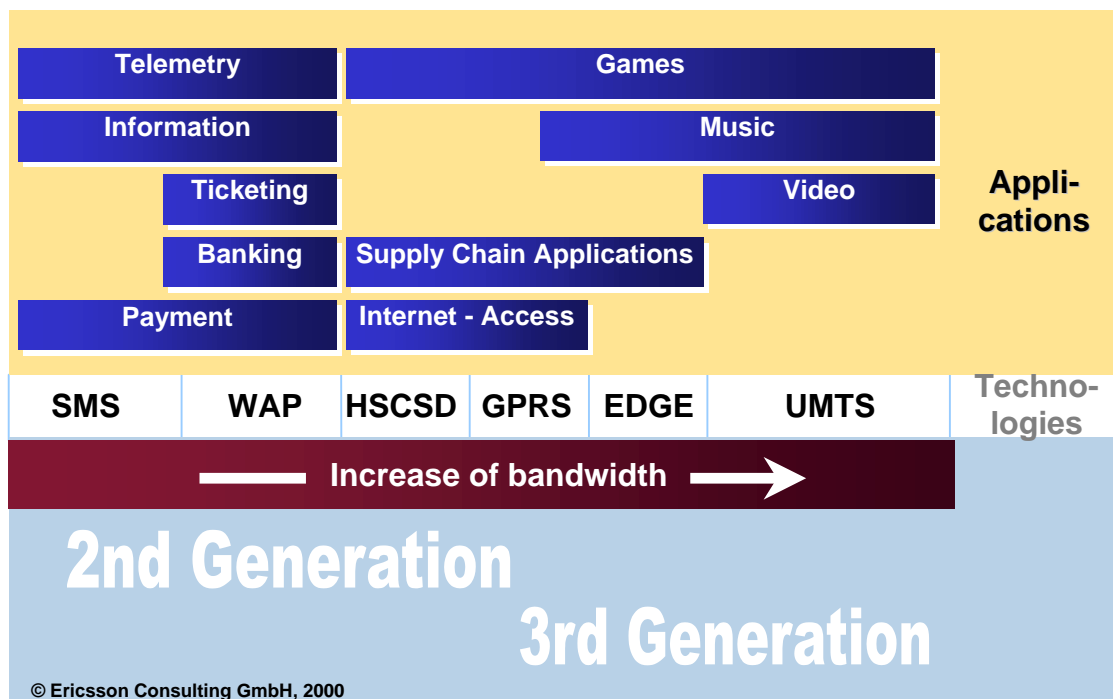 Telemetry
Games
Information
Music
Ticketing
Video
Banking
Supply Chain Applications
Payment
Internet - Access
Appli-
cations
SMS
WAP
HSCSD
GPRS
EDGE
UMTS
Techno-
logies
Increase of bandwidth
2nd Generation
3rd Generation
© Ericsson Consulting GmbH, 2000